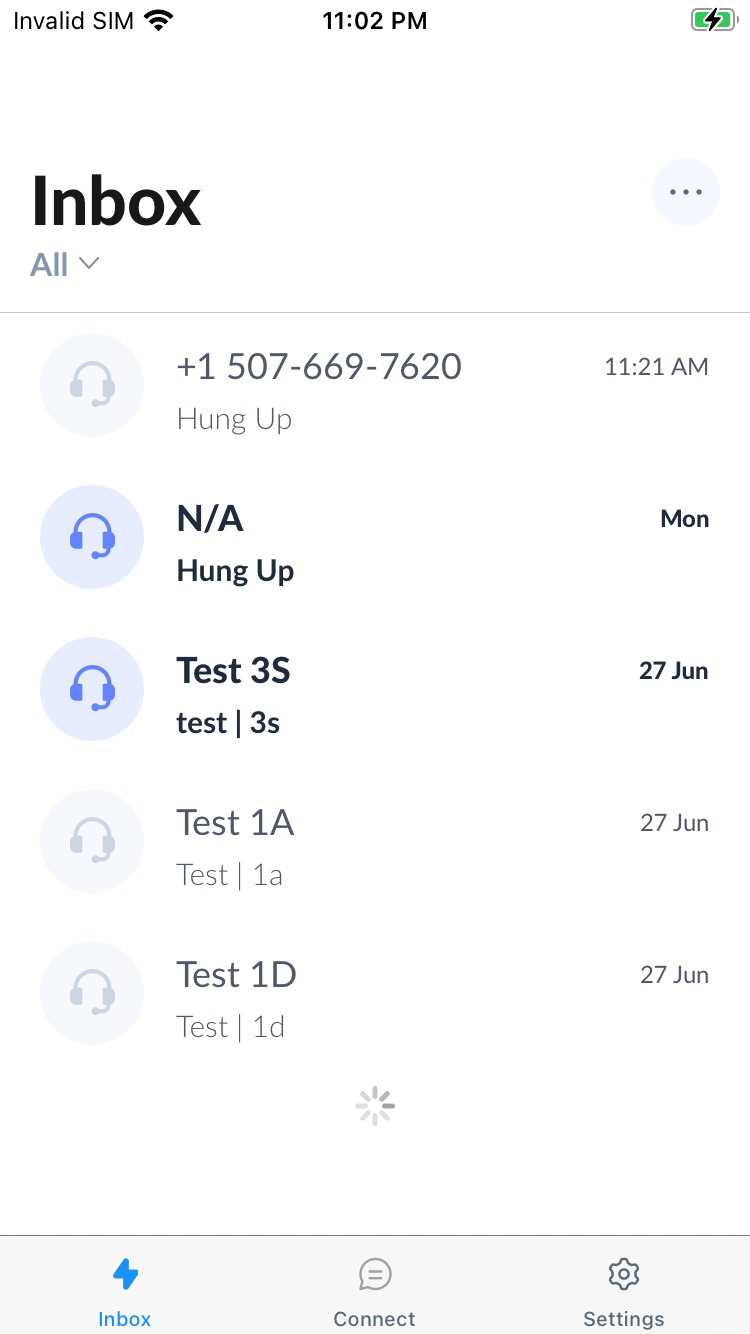 Invalid SIM 11:02 PM
Inbox
All
+1 507-669-7620 11:21 AM
Hung Up
N/A Mon
Hung Up
Test 3S 27 Jun
test | 3s
Test 1A 27 Jun
Test | 1a
Test 1D 27 Jun
Test | 1d
Inbox Connect Settings